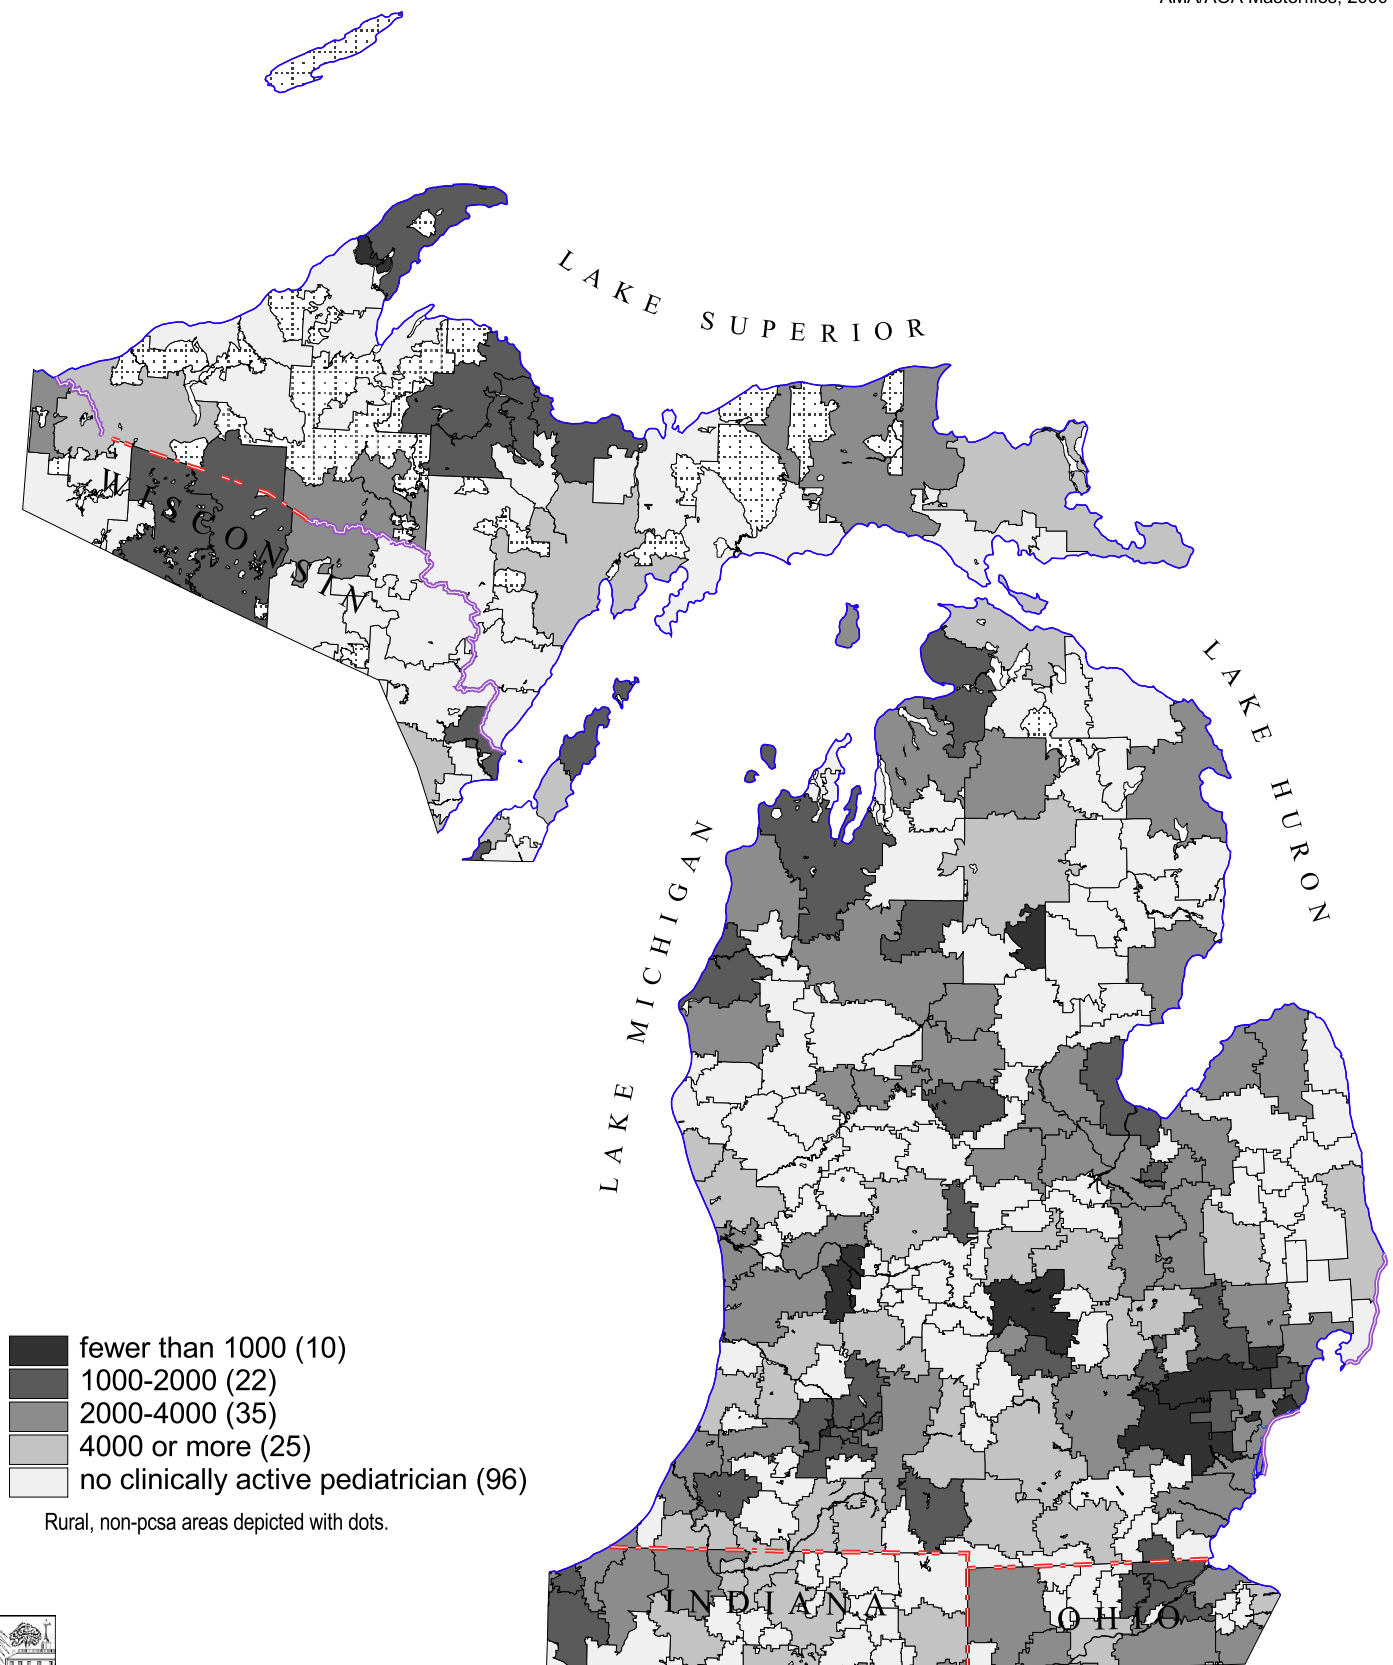 LAKE SUPERIOR
WISCONSIN
LAKE HURON
LAKE MICHIGAN
fewer than 1000 (10)
1000-2000 (22)
2000-4000 (35)
4000 or more (25)
no clinically active pediatrician (96)
Rural, non-pcsa areas depicted with dots.
INDIANA
OHIO